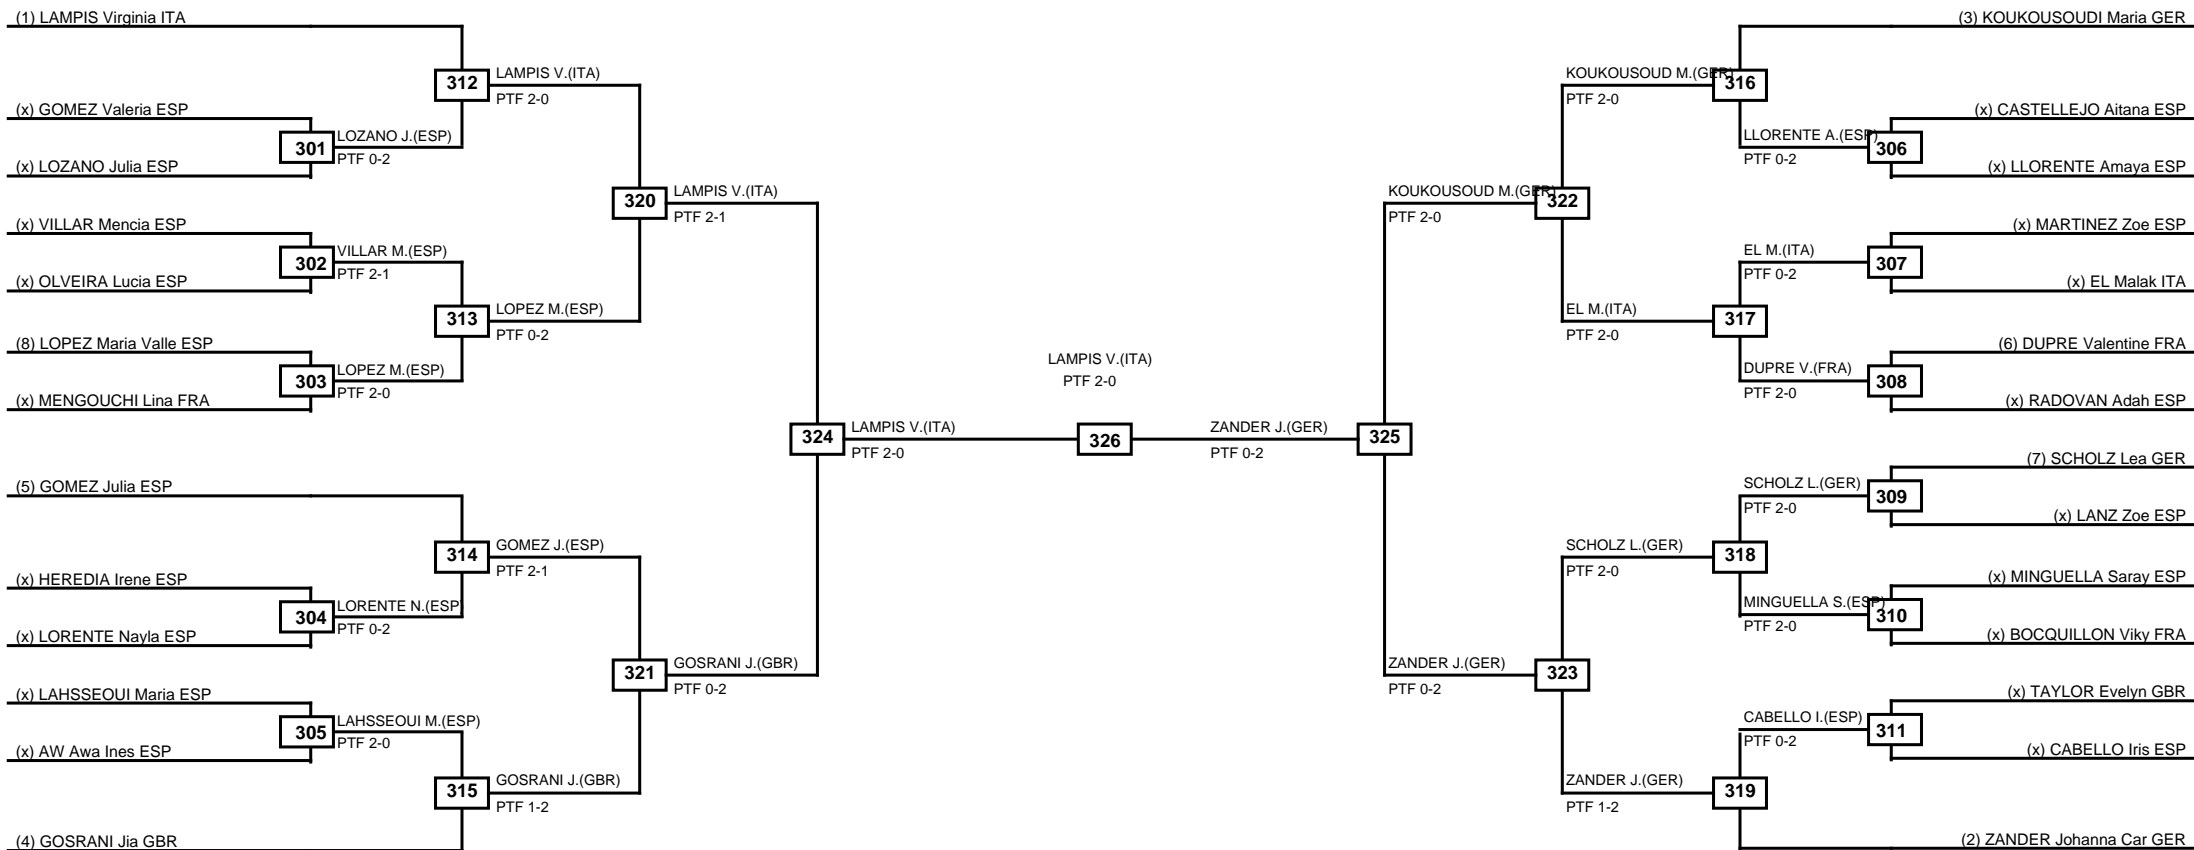 (1) LAMPIS Virginia ITA
(x) GOMEZ Valeria ESP
(x) LOZANO Julia ESP
(x) VILLAR Mencia ESP
(x) OLVEIRA Lucia ESP
(8) LOPEZ Maria Valle ESP
(x) MENGOUCHI Lina FRA
(5) GOMEZ Julia ESP
(x) HEREDIA Irene ESP
(x) LORENTE Nayla ESP
(x) LAHSSEOUI Maria ESP
(x) AW Awa Ines ESP
(4) GOSRANI Jia GBR
301
LOZANO J.(ESP)
PTF 0-2
302
VILLAR M.(ESP)
PTF 2-1
303
LOPEZ M.(ESP)
PTF 2-0
304
LORENTE N.(ESP)
PTF 0-2
305
LAHSSEOUI M.(ESP)
PTF 2-0
312
LAMPIS V.(ITA)
PTF 2-0
313
LOPEZ M.(ESP)
PTF 0-2
314
GOMEZ J.(ESP)
PTF 2-1
315
GOSRANI J.(GBR)
PTF 1-2
320
LAMPIS V.(ITA)
PTF 2-1
321
GOSRANI J.(GBR)
PTF 0-2
324
LAMPIS V.(ITA)
PTF 2-0
LAMPIS V.(ITA)
PTF 2-0
326
ZANDER J.(GER)
PTF 0-2
325
KOUKOUSOUD M.(GER)
PTF 2-0
322
ZANDER J.(GER)
PTF 0-2
323
KOUKOUSOUD M.(GER)
PTF 2-0
316
EL M.(ITA)
PTF 2-0
317
SCHOLZ L.(GER)
PTF 2-0
318
ZANDER J.(GER)
PTF 1-2
319
LLORENTE A.(ESP)
PTF 0-2
306
EL M.(ITA)
PTF 0-2
307
DUPRE V.(FRA)
PTF 2-0
308
SCHOLZ L.(GER)
PTF 2-0
309
MINGUELLA S.(ESP)
PTF 2-0
310
CABELLO I.(ESP)
PTF 0-2
311
(3) KOUKOUSOUDI Maria GER
(x) CASTELLEJO Aitana ESP
(x) LLORENTE Amaya ESP
(x) MARTINEZ Zoe ESP
(x) EL Malak ITA
(6) DUPRE Valentine FRA
(x) RADOVAN Adah ESP
(7) SCHOLZ Lea GER
(x) LANZ Zoe ESP
(x) MINGUELLA Saray ESP
(x) BOCQUILLON Viky FRA
(x) TAYLOR Evelyn GBR
(x) CABELLO Iris ESP
(2) ZANDER Johanna Car GER